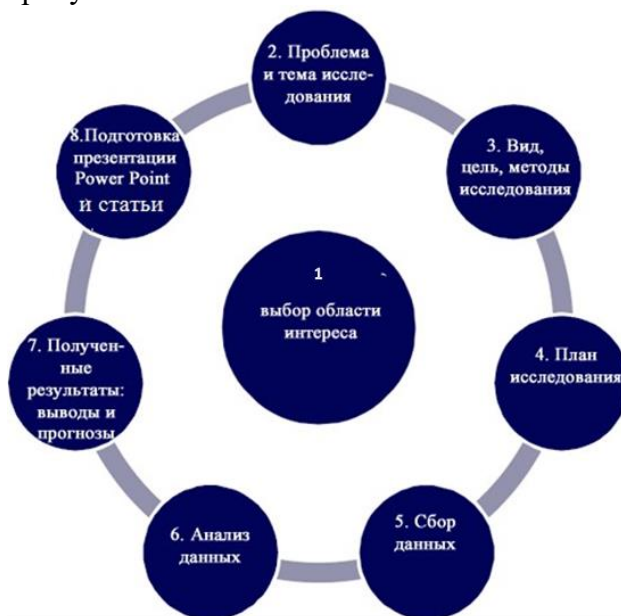 2. Проблема
и тема иссле-
дования
3. Вид,
цель, методы
исследования
4. План
исследования
5. Сбор
данных
6. Анализ
данных
7. Получен-
ные
результаты:
выводы и
прогнозы
8.Подготовка
презентации
Power Point
и статьи
1
выбор области
интереса